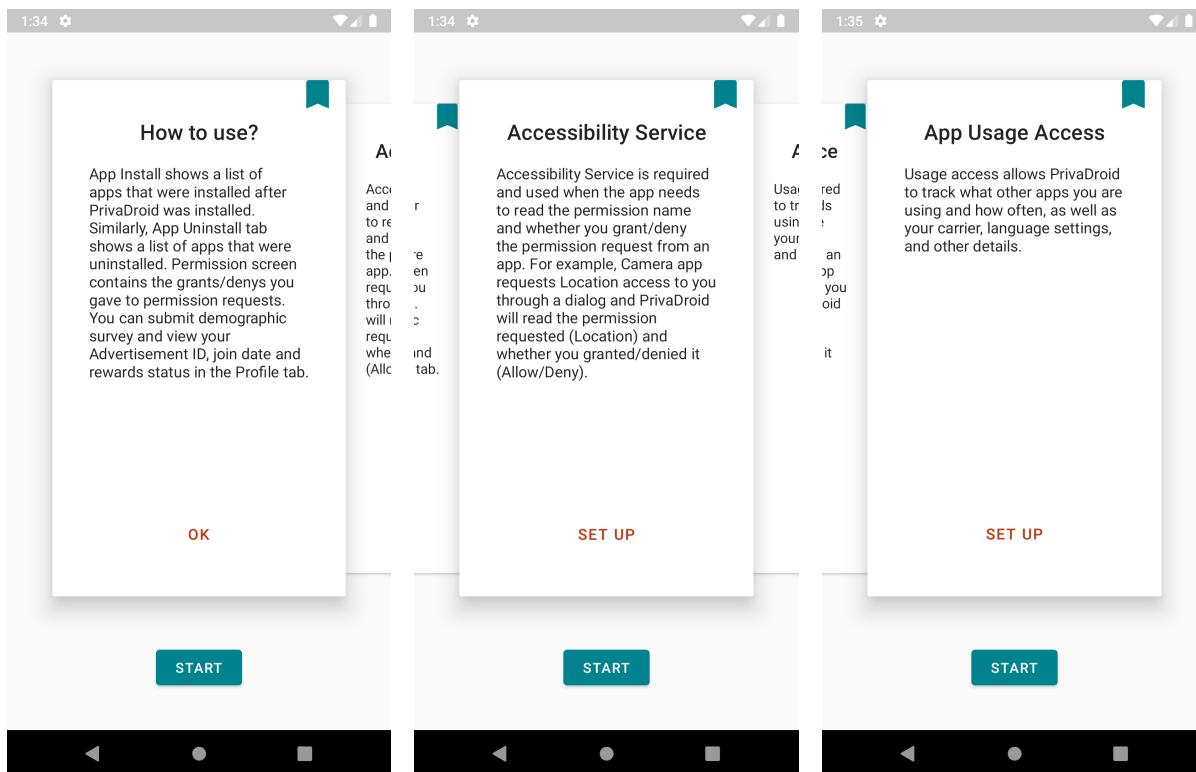 1:34
How to use?
App Install shows a list of
apps that were installed after
PrivaDroid was installed.
Similarly, App Uninstall tab
shows a list of apps that were
uninstalled. Permission screen
contains the grants/denys you
gave to permission requests.
You can submit demographic
survey and view your
Advertisement ID, join date and
rewards status in the Profile tab.
OK
START
1:34
tab.
Accessibility Service
Accessibility Service is required
and used when the app needs
to read the permission name
and whether you grant/deny
the permission request from an
app. For example, Camera app
requests Location access to you
through a dialog and PrivaDroid
will read the permission
requested (Location) and
whether you granted/denied it
(Allow/Deny).
SET UP
START
1:35
an
you
it
App Usage Access
Usage access allows PrivaDroid
to track what other apps you are
using and how often, as well as
your carrier, language settings,
and other details.
SET UP
START